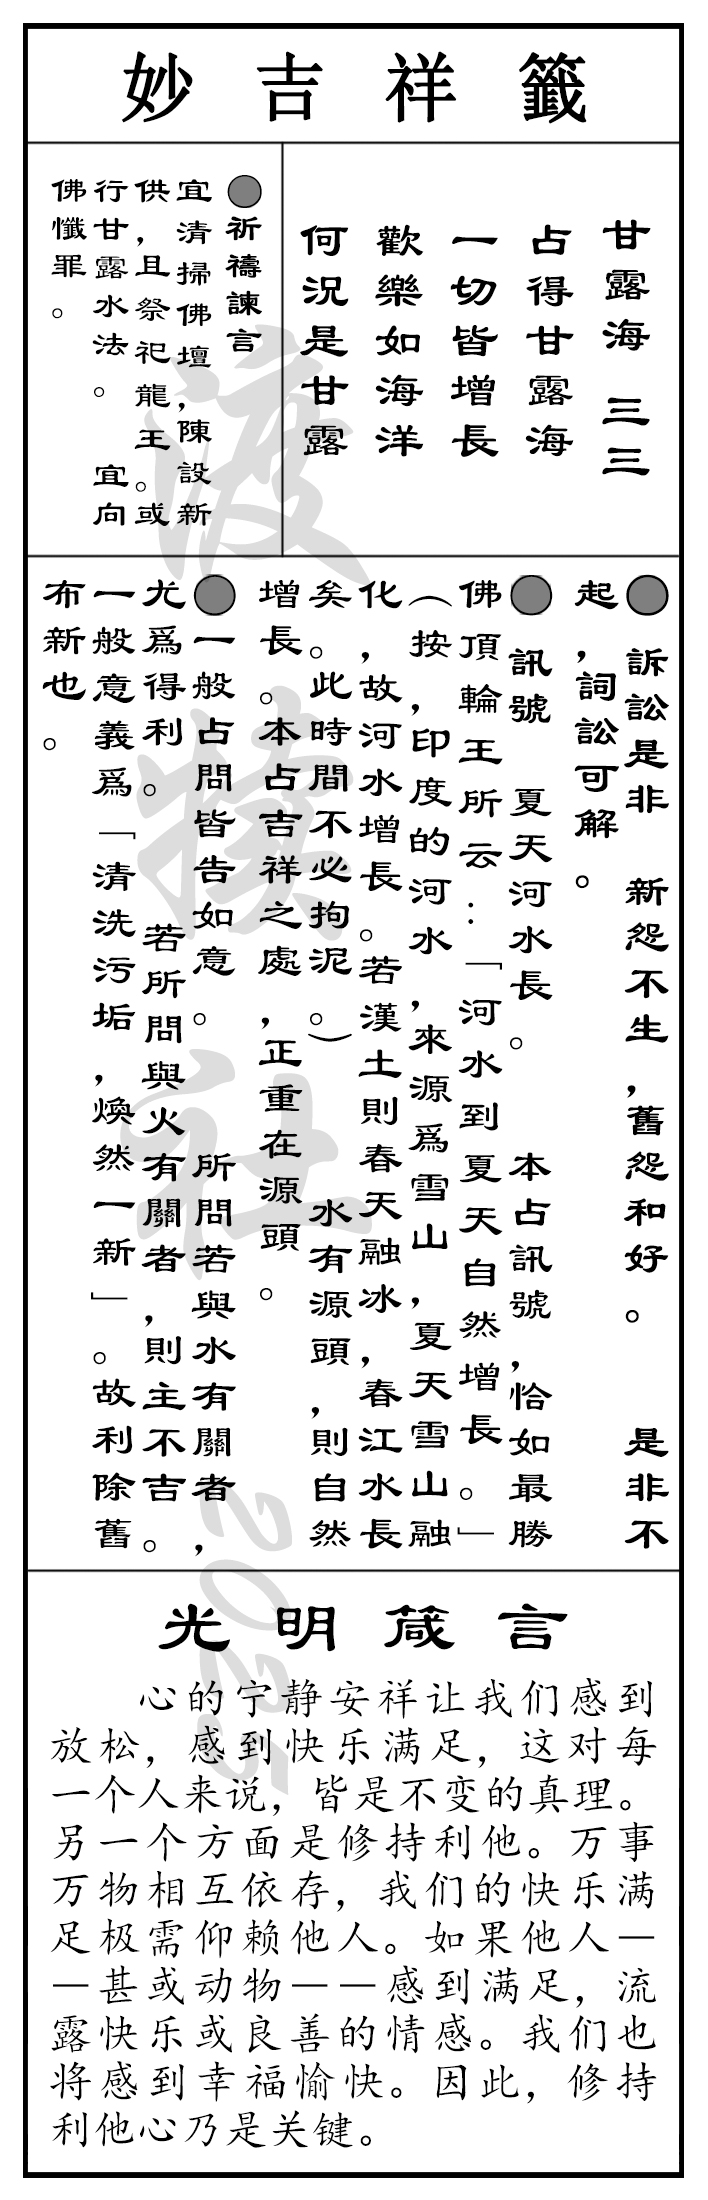 妙吉祥籤
甘露海 三三
占得甘露海
一切皆增長
歡樂如海洋
何況是甘露
●祈禱諫言
宜清掃佛壇，陳設新
供，且祭祀龍王。或
行甘露水法。 宜向
佛懺罪。
● 訴訟是非 新怨不生，舊怨和好。 是非不
起，詞訟可解。
● 訊號 夏天河水長。 本占訊號，恰如最勝
佛頂輪王所云：「河水到夏天自然增長。」
（按，印度的河水，來源爲雪山，夏天雪山融
化，故河水增長。若漢土則春天融冰，春江水長
矣。此時間不必拘泥。） 水有源頭，則自然
增長。本占吉祥之處，正重在源頭。
●一般占問皆告如意。 所問若與水有關者，
尤爲得利。 若所問與火有關者，則主不吉。
一般意義爲「清洗污垢，煥然一新」。故利除舊
布新也。
光明箴言
心的宁静安祥让我们感到
放松，感到快乐满足，这对每
一个人来说，皆是不变的真理。
另一个方面是修持利他。万事
万物相互依存，我们的快乐满
足极需仰赖他人。如果他人—
—甚或动物——感到满足，流
露快乐或良善的情感。我们也
将感到幸福愉快。因此，修持
利他心乃是关键。
渡
社
2025